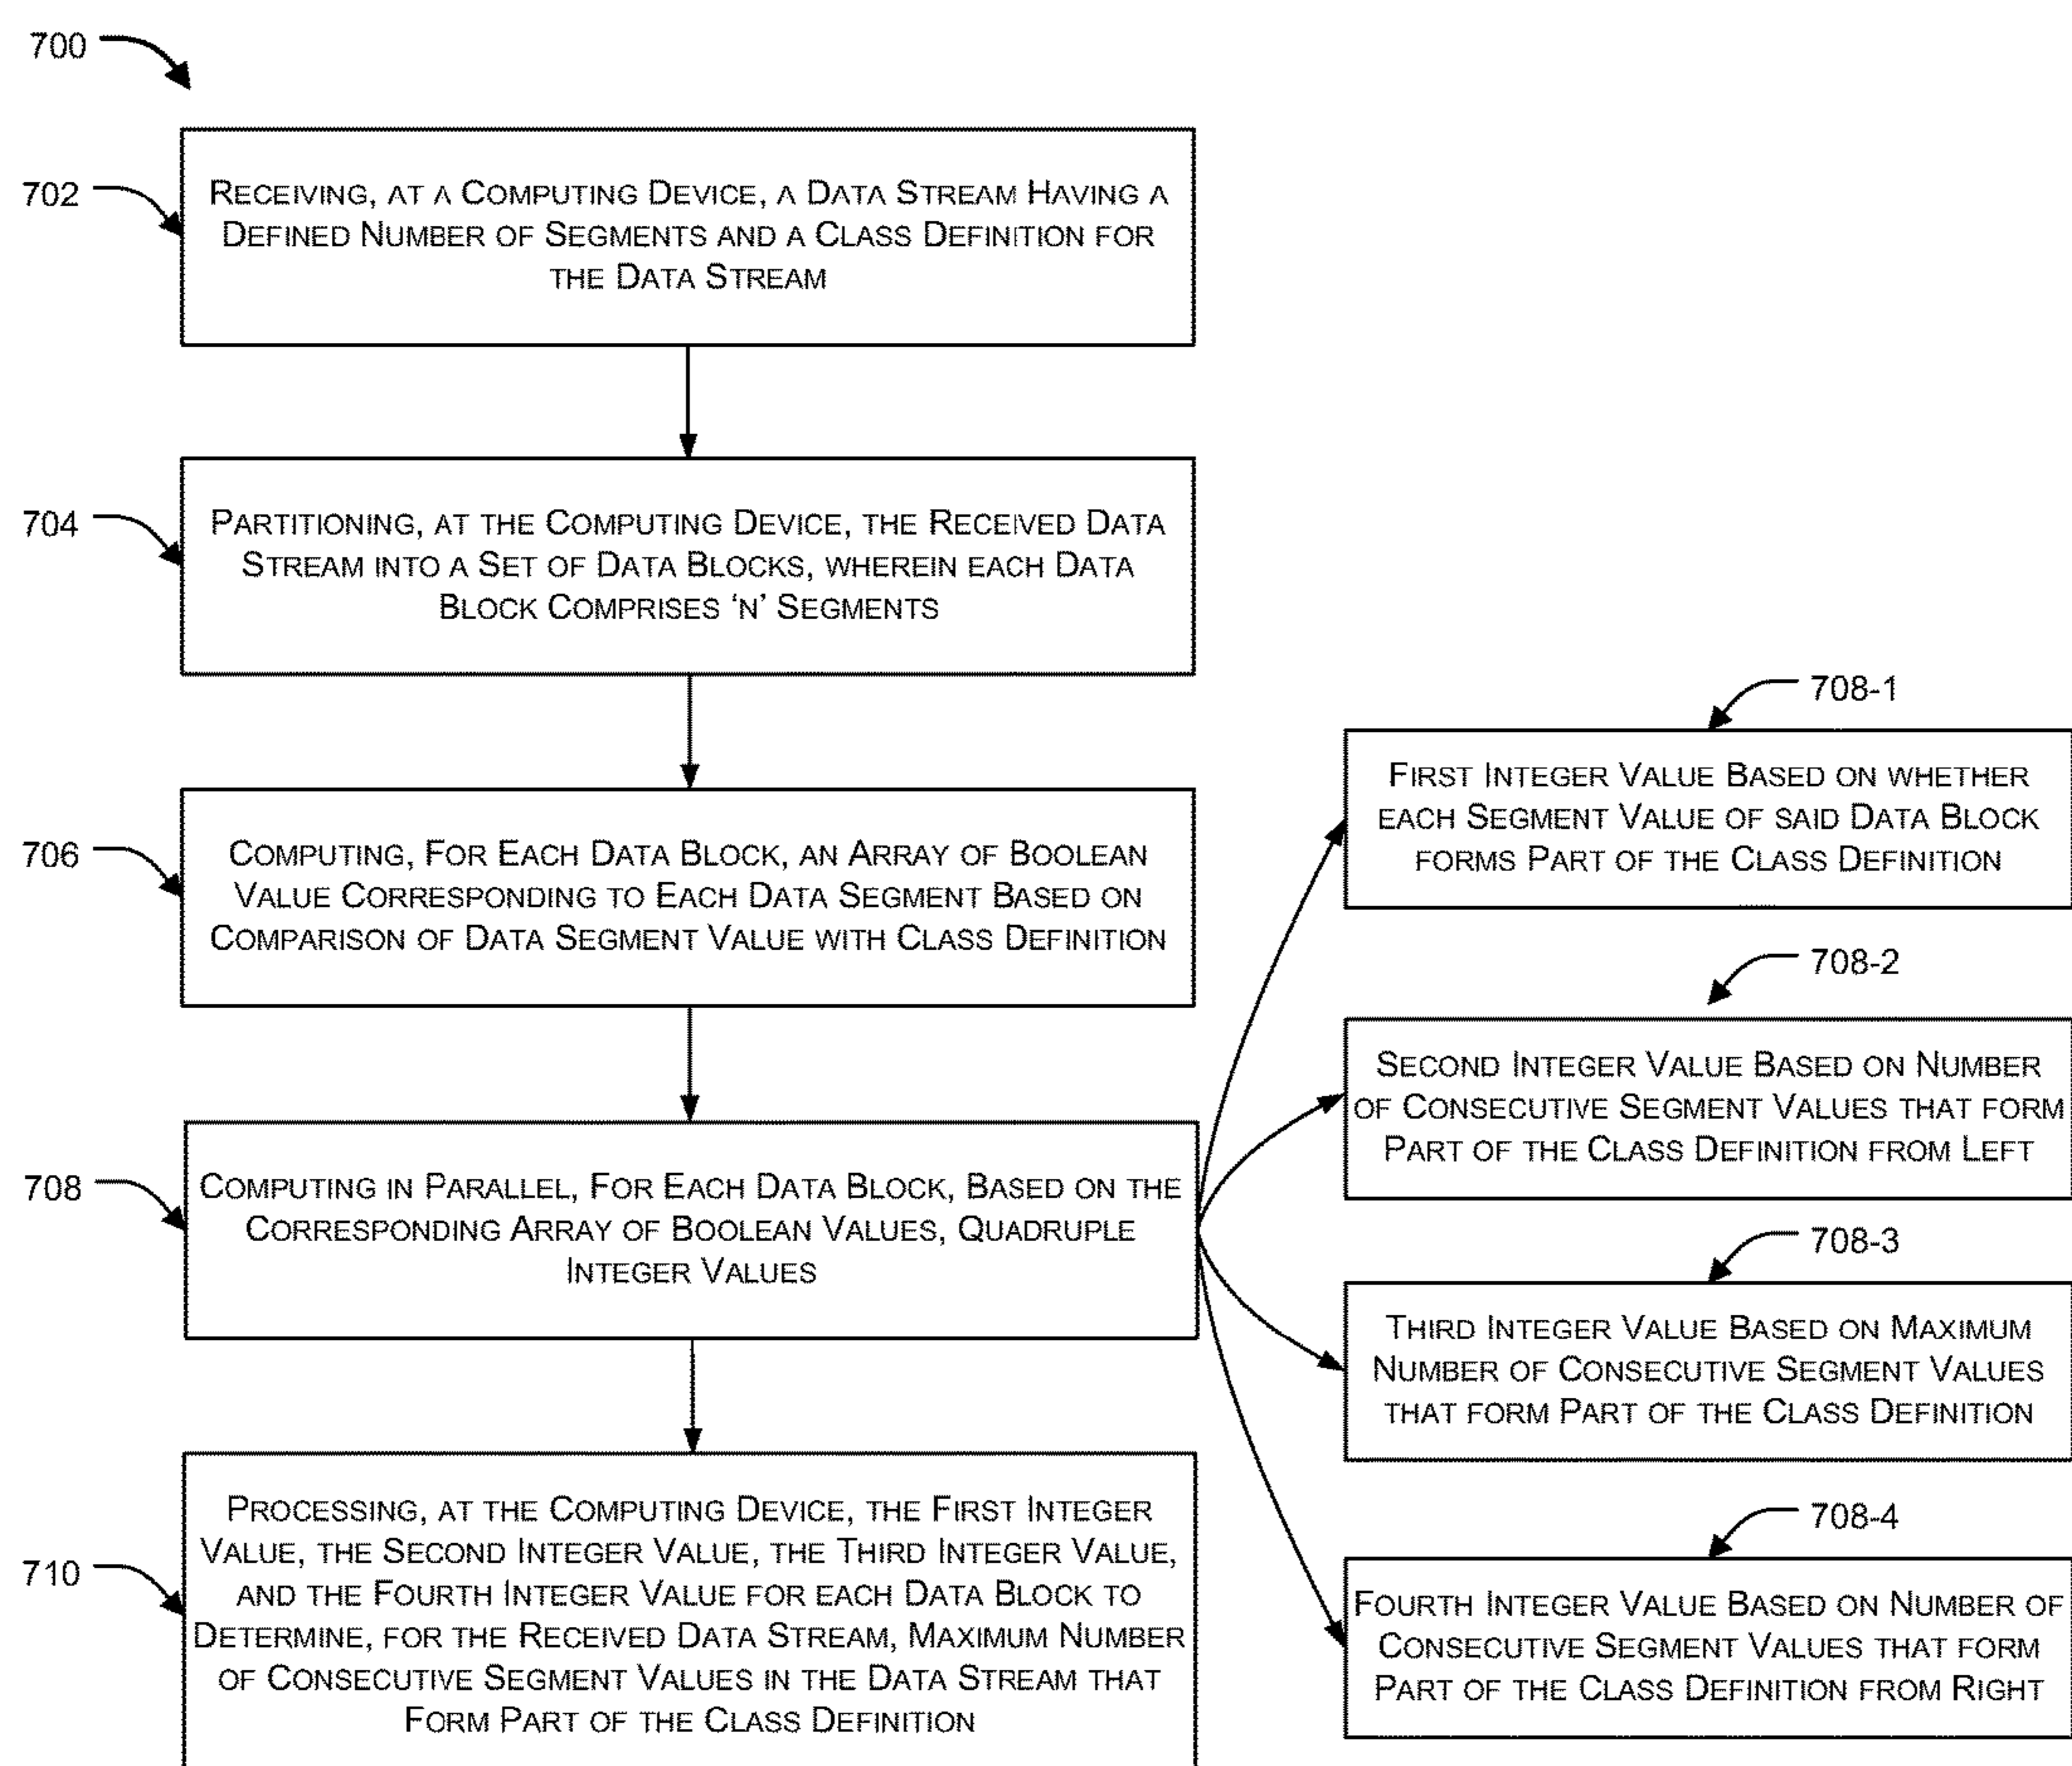 700
702
RECEIVING, AT A COMPUTING DEVICE, A DATA STREAM HAVING A
DEFINED NUMBER OF SEGMENTS AND A CLASS DEFINITION FOR
THE DATA STREAM
704
PARTITIONING, AT THE COMPUTING DEVICE, THE RECEIVED DATA
STREAM INTO A SET OF DATA BLOCKS, WHEREIN EACH DATA
BLOCK COMPRISES ‘N’ SEGMENTS
706
COMPUTING, FOR EACH DATA BLOCK, AN ARRAY OF BOOLEAN
VALUE CORRESPONDING TO EACH DATA SEGMENT BASED ON
COMPARISON OF DATA SEGMENT VALUE WITH CLASS DEFINITION
708
COMPUTING IN PARALLEL, FOR EACH DATA BLOCK, BASED ON THE
CORRESPONDING ARRAY OF BOOLEAN VALUES, QUADRUPLE
INTEGER VALUES
708-1
FIRST INTEGER VALUE BASED ON WHETHER
EACH SEGMENT VALUE OF SAID DATA BLOCK
FORMS PART OF THE CLASS DEFINITION
708-2
SECOND INTEGER VALUE BASED ON NUMBER
OF CONSECUTIVE SEGMENT VALUES THAT FORM
PART OF THE CLASS DEFINITION FROM LEFT
708-3
THIRD INTEGER VALUE BASED ON MAXIMUM
NUMBER OF CONSECUTIVE SEGMENT VALUES
THAT FORM PART OF THE CLASS DEFINITION
708-4
FOURTH INTEGER VALUE BASED ON NUMBER OF
CONSECUTIVE SEGMENT VALUES THAT FORM
PART OF THE CLASS DEFINITION FROM RIGHT
710
PROCESSING, AT THE COMPUTING DEVICE, THE FIRST INTEGER
VALUE, THE SECOND INTEGER VALUE, THE THIRD INTEGER VALUE,
AND THE FOURTH INTEGER VALUE FOR EACH DATA BLOCK TO
DETERMINE, FOR THE RECEIVED DATA STREAM, MAXIMUM NUMBER
OF CONSECUTIVE SEGMENT VALUES IN THE DATA STREAM THAT
FORM PART OF THE CLASS DEFINITION